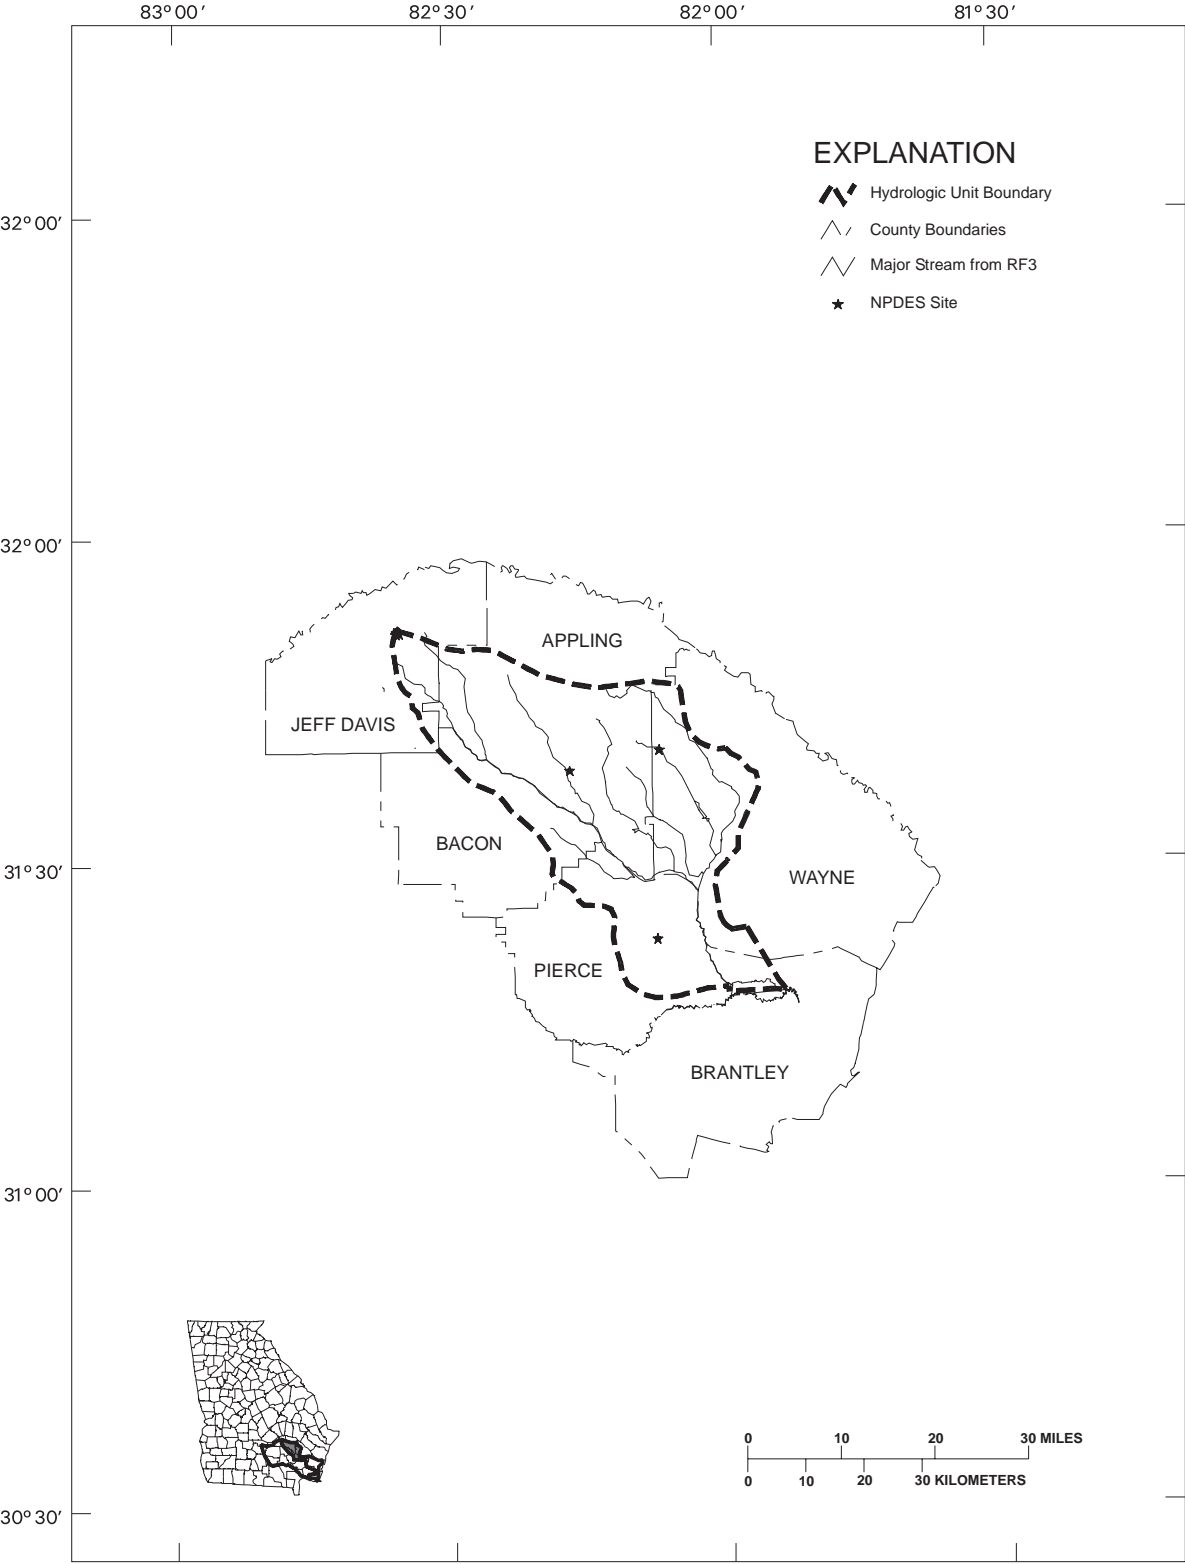 83°00′ 82°30′ 82°00′ 81°30′
EXPLANATION
Hydrologic Unit Boundary
County Boundaries
Major Stream from RF3
NPDES Site
32°00′
32°00′
APPLING
JEFF DAVIS
BACON
31°30′
WAYNE
PIERCE
BRANTLEY
31°00′
0 10 20 30 MILES
0 10 20 30 KILOMETERS
30°30′